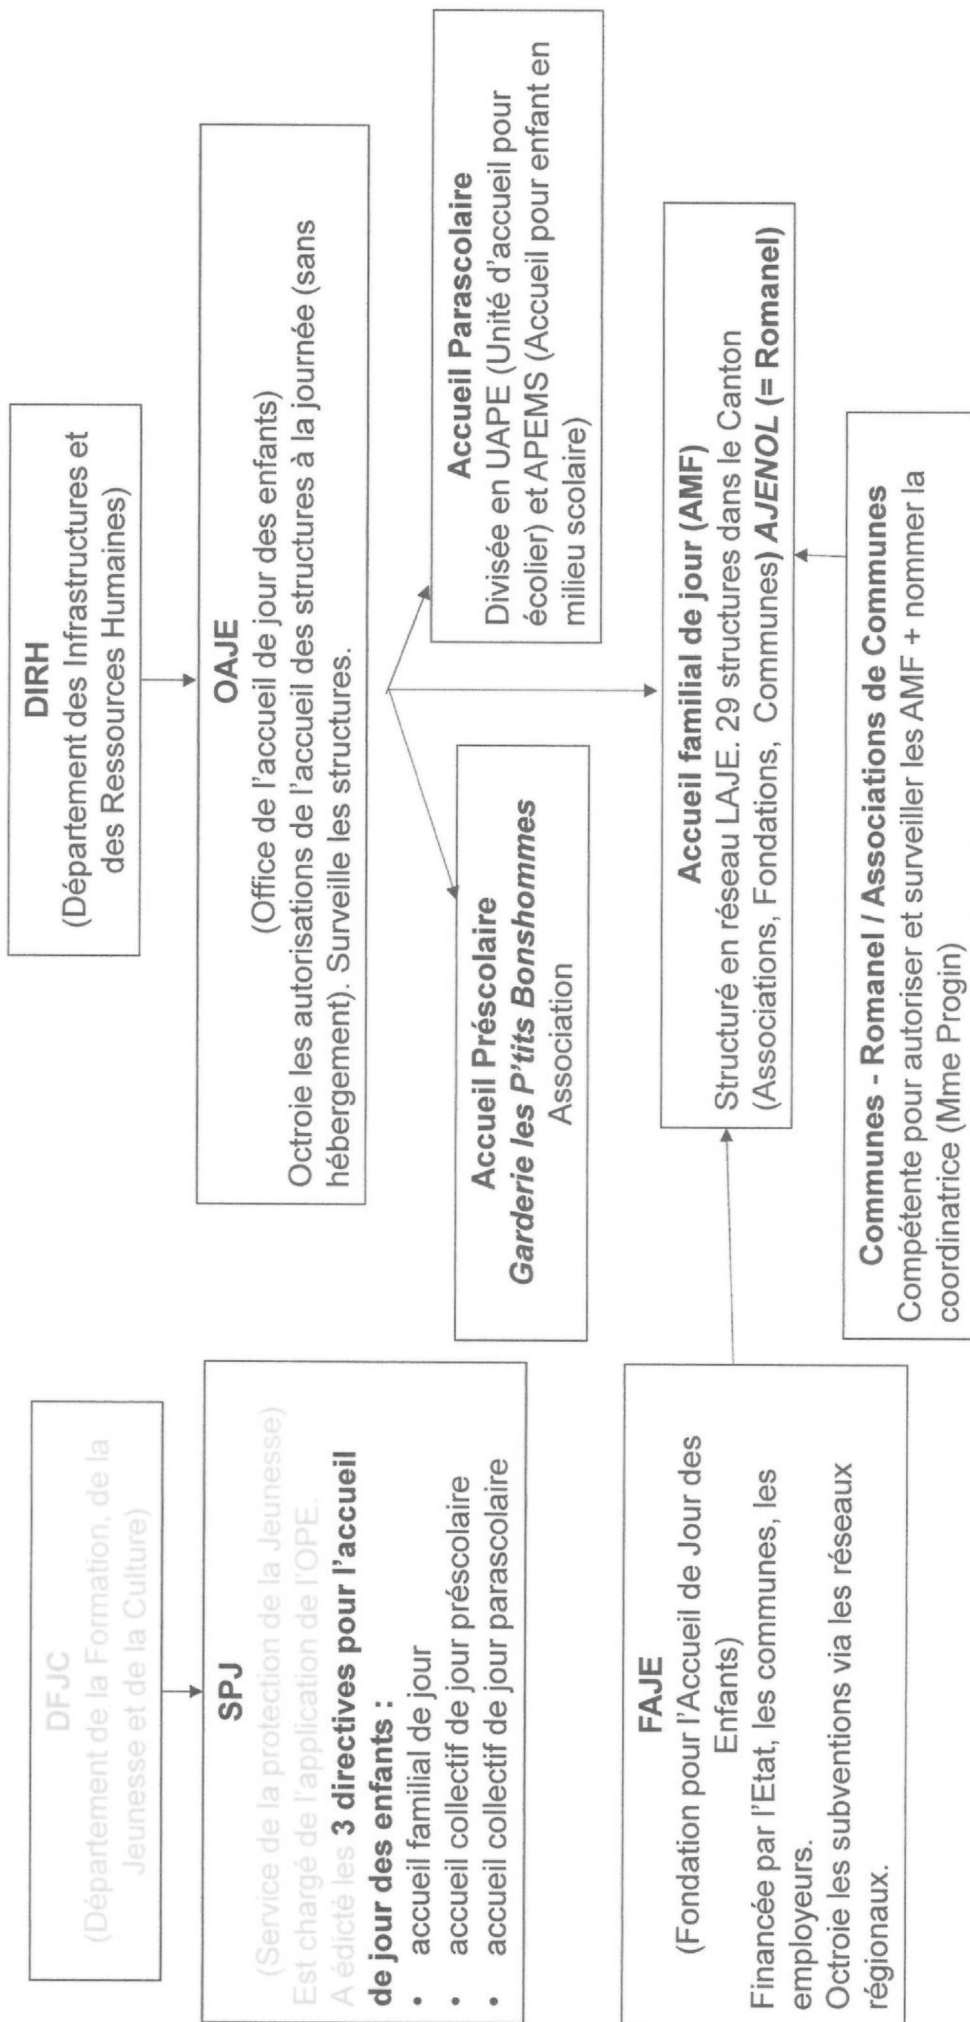 DFJC
(Département de la Formation, de la
Jeunesse et de la Culture)
SPJ
(Service de la protection de la Jeunesse)
Est chargé de l'application de l'OPE.
A édicté les 3 directives pour l'accueil
de jour des enfants :
• accueil familial de jour
• accueil collectif de jour préscolaire
• accueil collectif de jour parascolaire
FAJE
(Fondation pour l'Accueil de Jour des
Enfants)
Financée par l'Etat, les communes, les
employeurs.
Octroie les subventions via les réseaux
régionaux.
DIRH
(Département des Infrastructures et
des Ressources Humaines)
OAJE
(Office de l'accueil de jour des enfants)
Octroie les autorisations de l'accueil des structures à la journée (sans
hébergement). Surveille les structures.
Accueil Préscolaire
Garderie les P'tits Bonshommes
Association
Accueil Parascolaire
Divisée en UAPE (Unité d'accueil pour
écolier) et APEMS (Accueil pour enfant en
milieu scolaire)
Accueil familial de jour (AMF)
Structuré en réseau LAJE. 29 structures dans le Canton
(Associations, Fondations, Communes) AJENOL (= Romanel)
Communes - Romanel / Associations de Communes
Compétente pour autoriser et surveiller les AMF + nommer la
coordinatrice (Mme Progin)